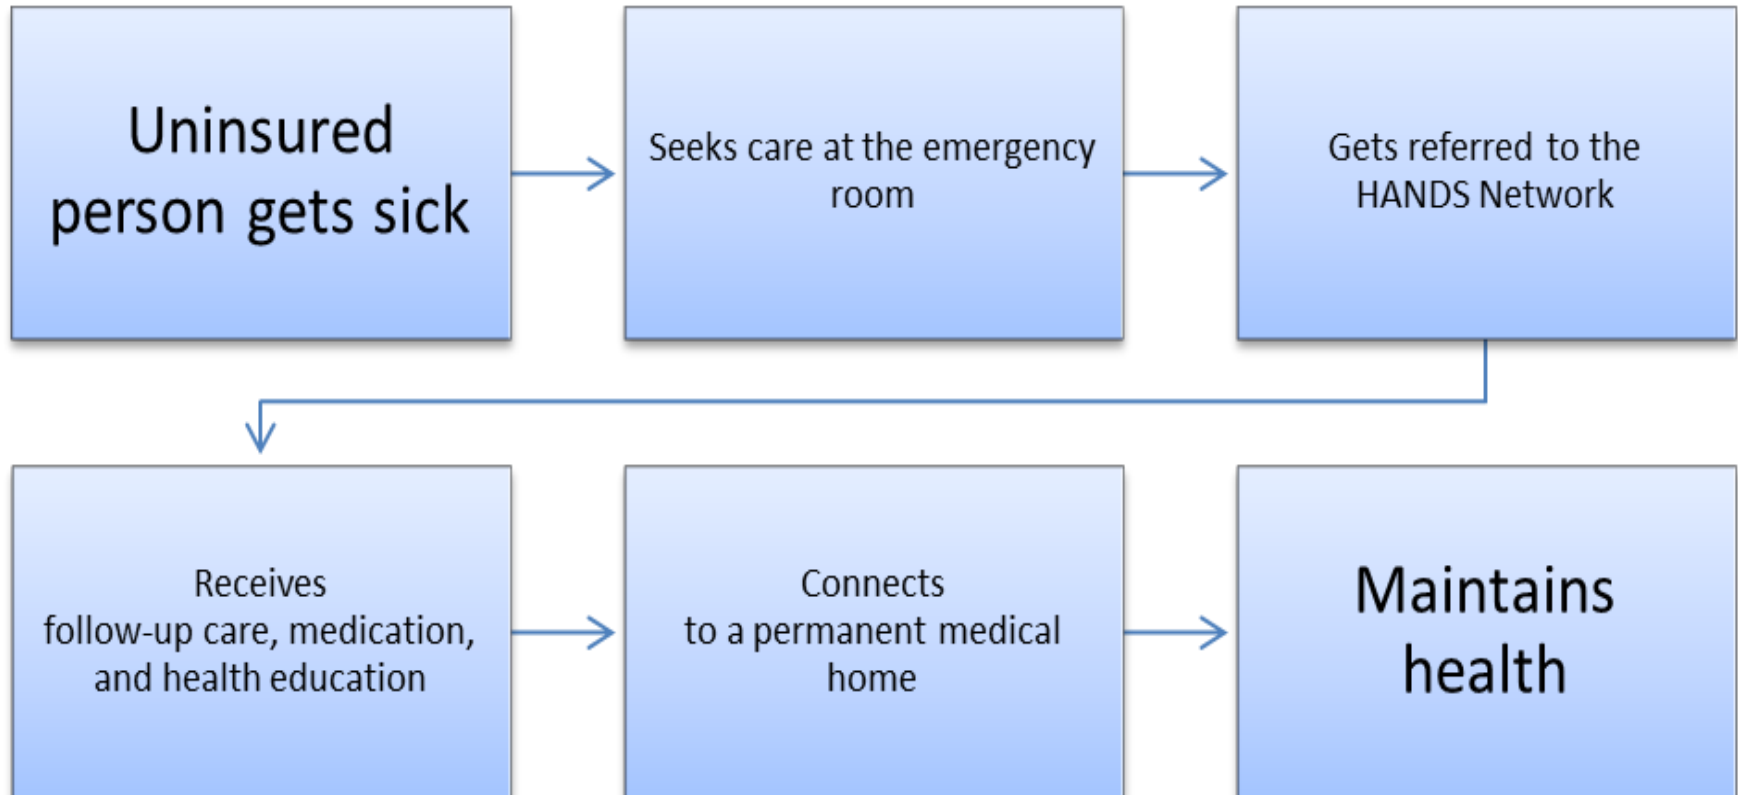 Uninsured
person gets sick
Seeks care at the emergency
room
Gets referred to the
HANDS Network
Receives
follow-up care, medication,
and health education
Connects
to a permanent medical
home
Maintains
health